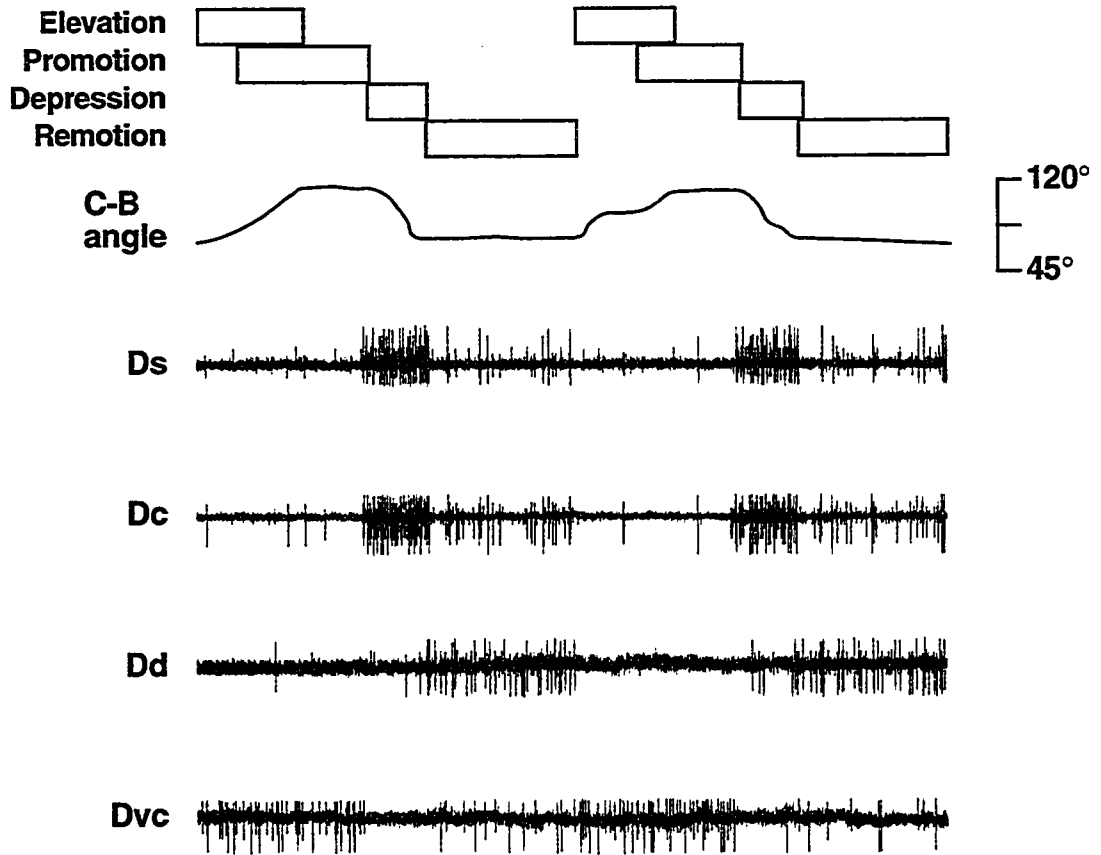 Elevation
Promotion
Depression
Remotion
C-B
angle
120°
45°
Ds
Dc
Dd
Dvc